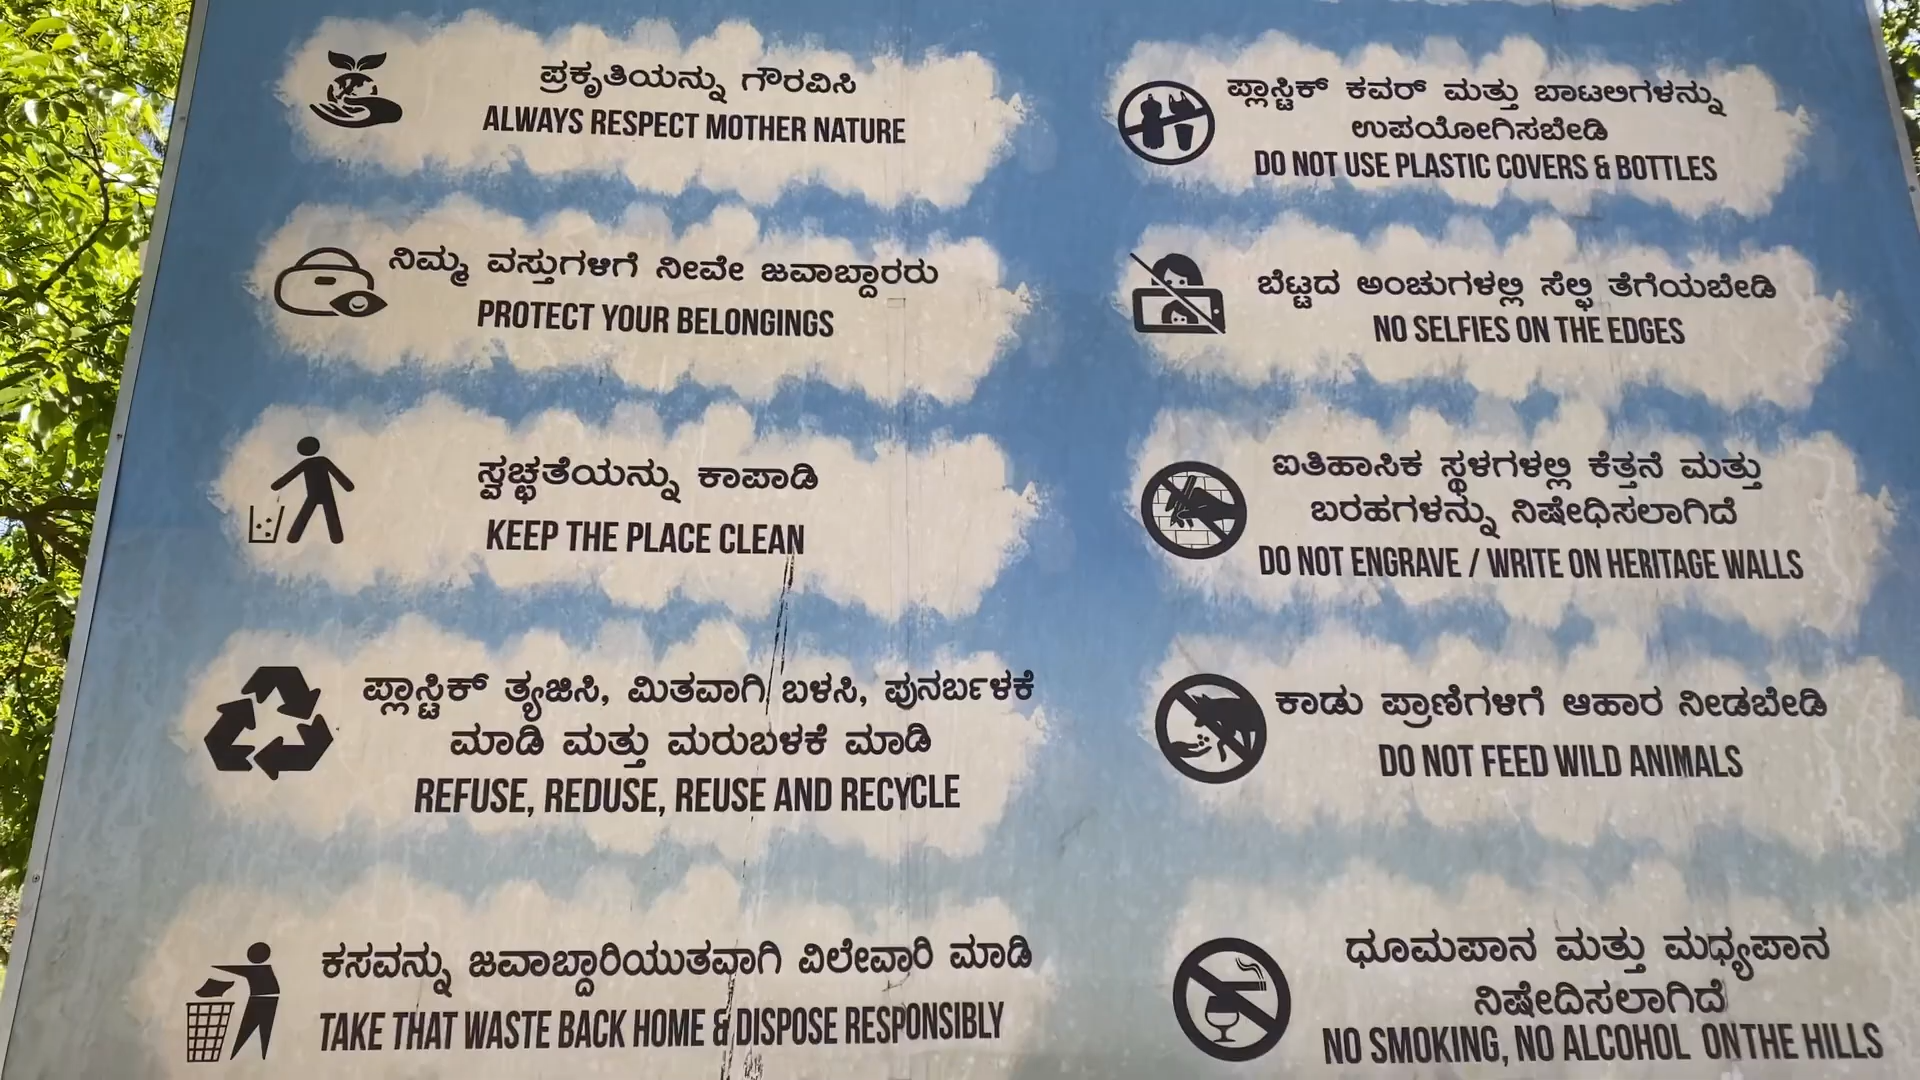 ಪ್ರಕೃತಿಯನ್ನು ಗೌರವಿಸಿ
ALWAYS RESPECT MOTHER NATURE
ನಿಮ್ಮ ವಸ್ತುಗಳಿಗೆ ನೀವೇ ಜವಾಬ್ದಾರರು
PROTECT YOUR BELONGINGS
ಸ್ವಚ್ಛತೆಯನ್ನು ಕಾಪಾಡಿ
KEEP THE PLACE CLEAN
ಪ್ಲಾಸ್ಟಿಕ್ ತ್ಯಜಿಸಿ, ಮಿತವಾಗಿ ಬಳಸಿ, ಪುನರ್ಬಳಕೆ
ಮಾಡಿ ಮತ್ತು ಮರುಬಳಕೆ ಮಾಡಿ
REFUSE, REDUSE, REUSE AND RECYCLE
ಕಸವನ್ನು ಜವಾಬ್ದಾರಿಯುತವಾಗಿ ವಿಲೇವಾರಿ ಮಾಡಿ
TAKE THAT WASTE BACK HOME & DISPOSE RESPONSIBLY
ಪ್ಲಾಸ್ಟಿಕ್ ಕವರ್ ಮತ್ತು ಬಾಟಲಿಗಳನ್ನು
ಉಪಯೋಗಿಸಬೇಡಿ
DO NOT USE PLASTIC COVERS & BOTTLES
ಬೆಟ್ಟದ ಅಂಚುಗಳಲ್ಲಿ ಸೆಲ್ಫಿ ತೆಗೆಯಬೇಡಿ
NO SELFIES ON THE EDGES
ಐತಿಹಾಸಿಕ ಸ್ಥಳಗಳಲ್ಲಿ ಕೆತ್ತನೆ ಮತ್ತು
ಬರಹಗಳನ್ನು ನಿಷೇಧಿಸಲಾಗಿದೆ
DO NOT ENGRAVE / WRITE ON HERITAGE WALLS
ಕಾಡು ಪ್ರಾಣಿಗಳಿಗೆ ಆಹಾರ ನೀಡಬೇಡಿ
DO NOT FEED WILD ANIMALS
ಧೂಮಪಾನ ಮತ್ತು ಮಧ್ಯಪಾನ
ನಿಷೇದಿಸಲಾಗಿದೆ
NO SMOKING, NO ALCOHOL ON THE HILLS